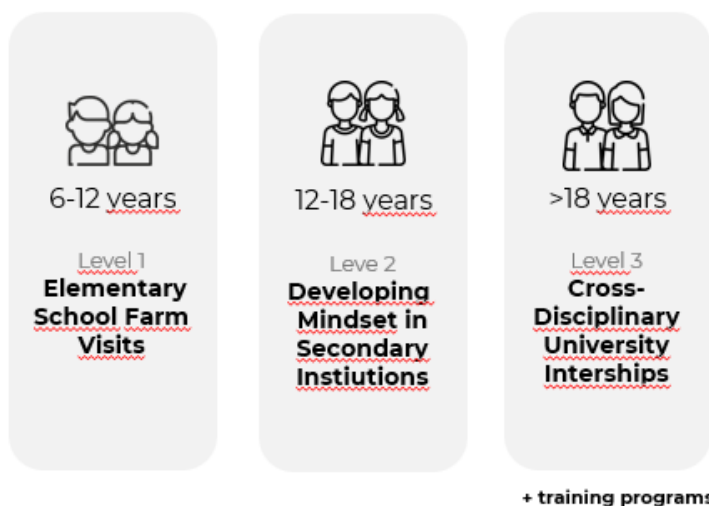 6-12 years
Level 1
Elementary
School Farm
Visits
12-18 years
Leve 2
Developing
Mindset in
Secondary
Instiutions
>18 years
Level 3
Cross-
Disciplinary
University
Interships
+ training programs